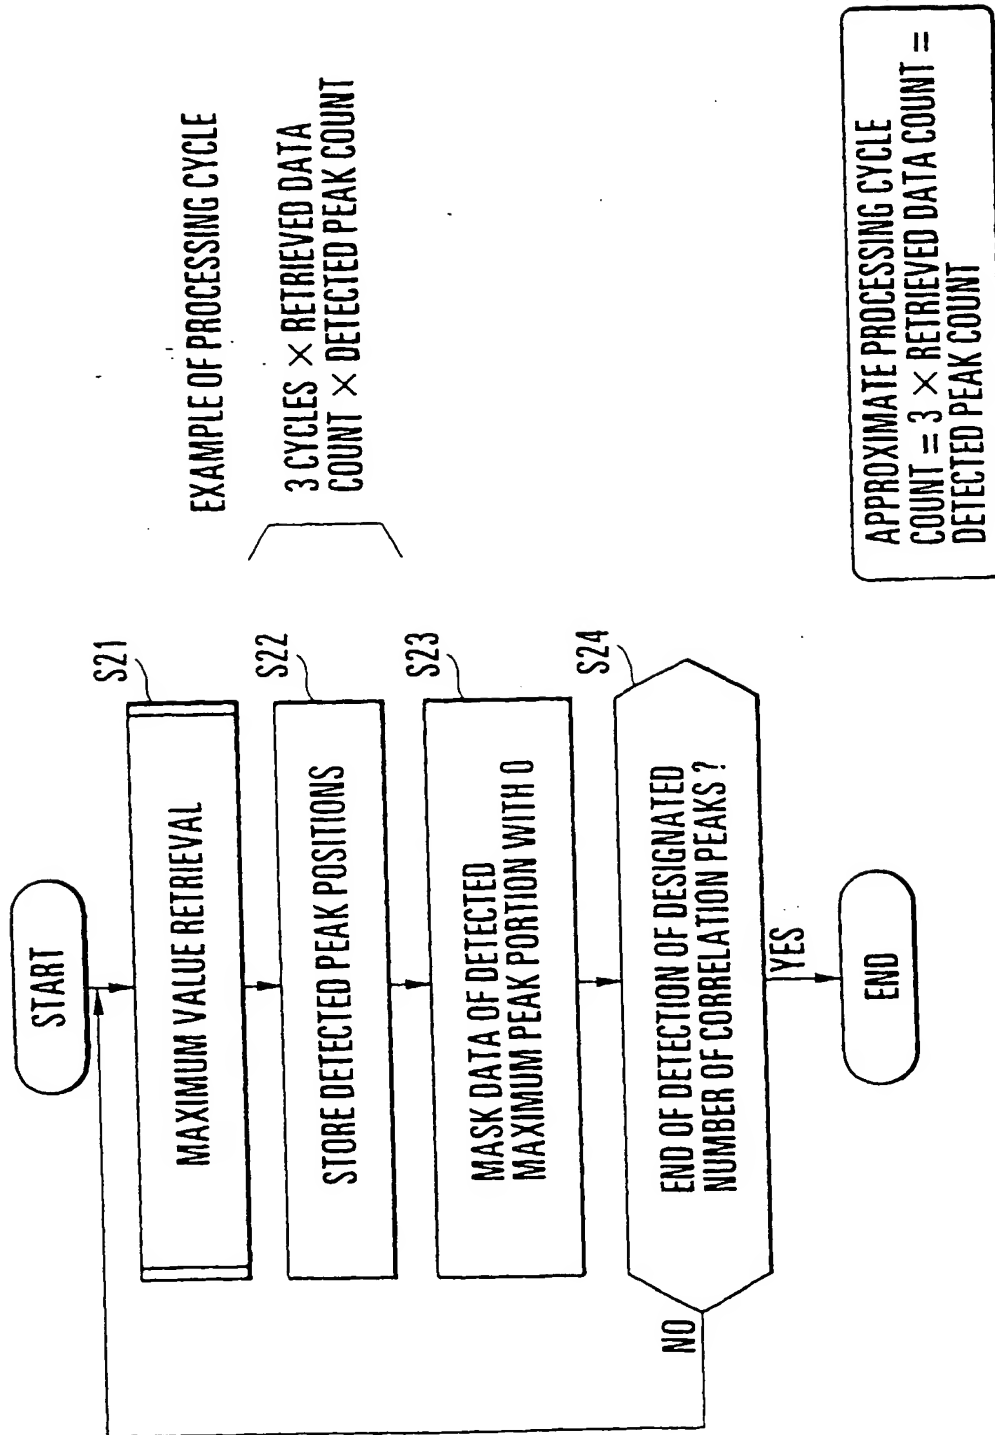 START
S21
MAXIMUM VALUE RETRIEVAL
S22
STORE DETECTED PEAK POSITIONS
S23
MASK DATA OF DETECTED
MAXIMUM PEAK PORTION WITH 0
S24
END OF DETECTION OF DESIGNATED
NUMBER OF CORRELATION PEAKS ?
NO
YES
END
EXAMPLE OF PROCESSING CYCLE
3 CYCLES × RETRIEVED DATA
COUNT × DETECTED PEAK COUNT
APPROXIMATE PROCESSING CYCLE
COUNT = 3 × RETRIEVED DATA COUNT =
DETECTED PEAK COUNT